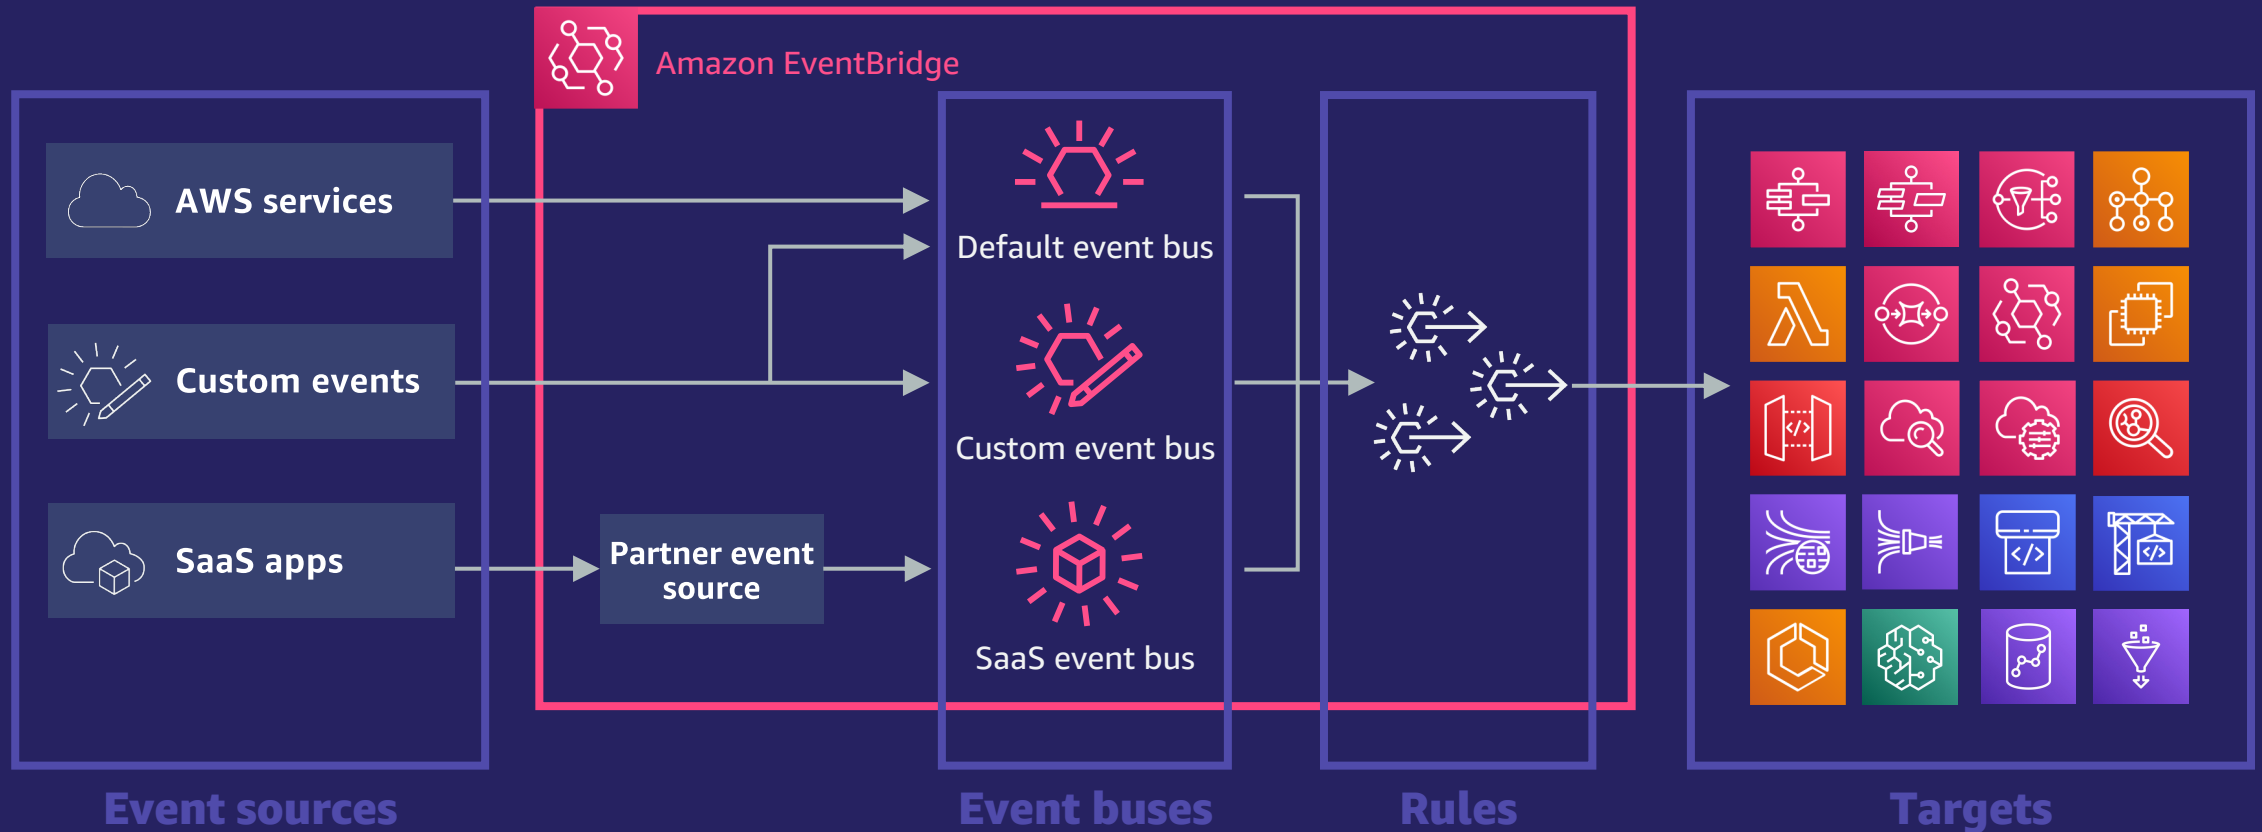 Amazon EventBridge
AWS services
Custom events
SaaS apps
Partner event
source
Default event bus
Custom event bus
SaaS event bus
Event sources
Event buses
Rules
Targets